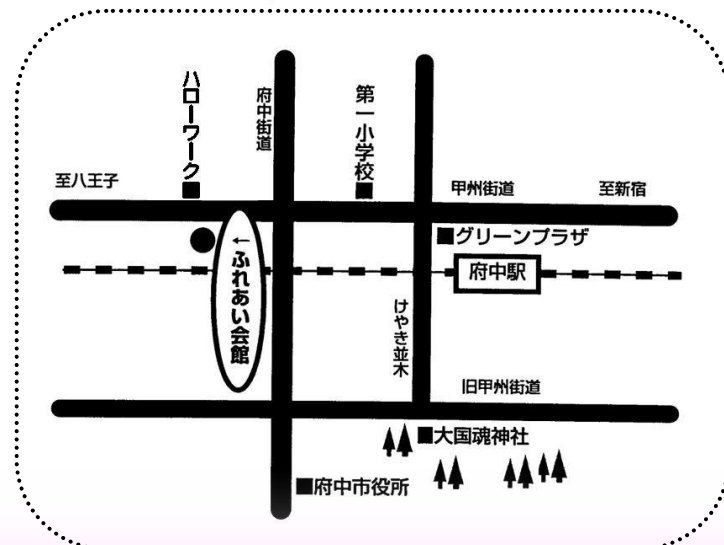 ハローワーク
府中街道
第一小学校
至八王子
甲州街道
至新宿
■グリーンプラザ
←ふれあい会館
府中駅
けやき並木
旧甲州街道
■大国魂神社
■府中市役所